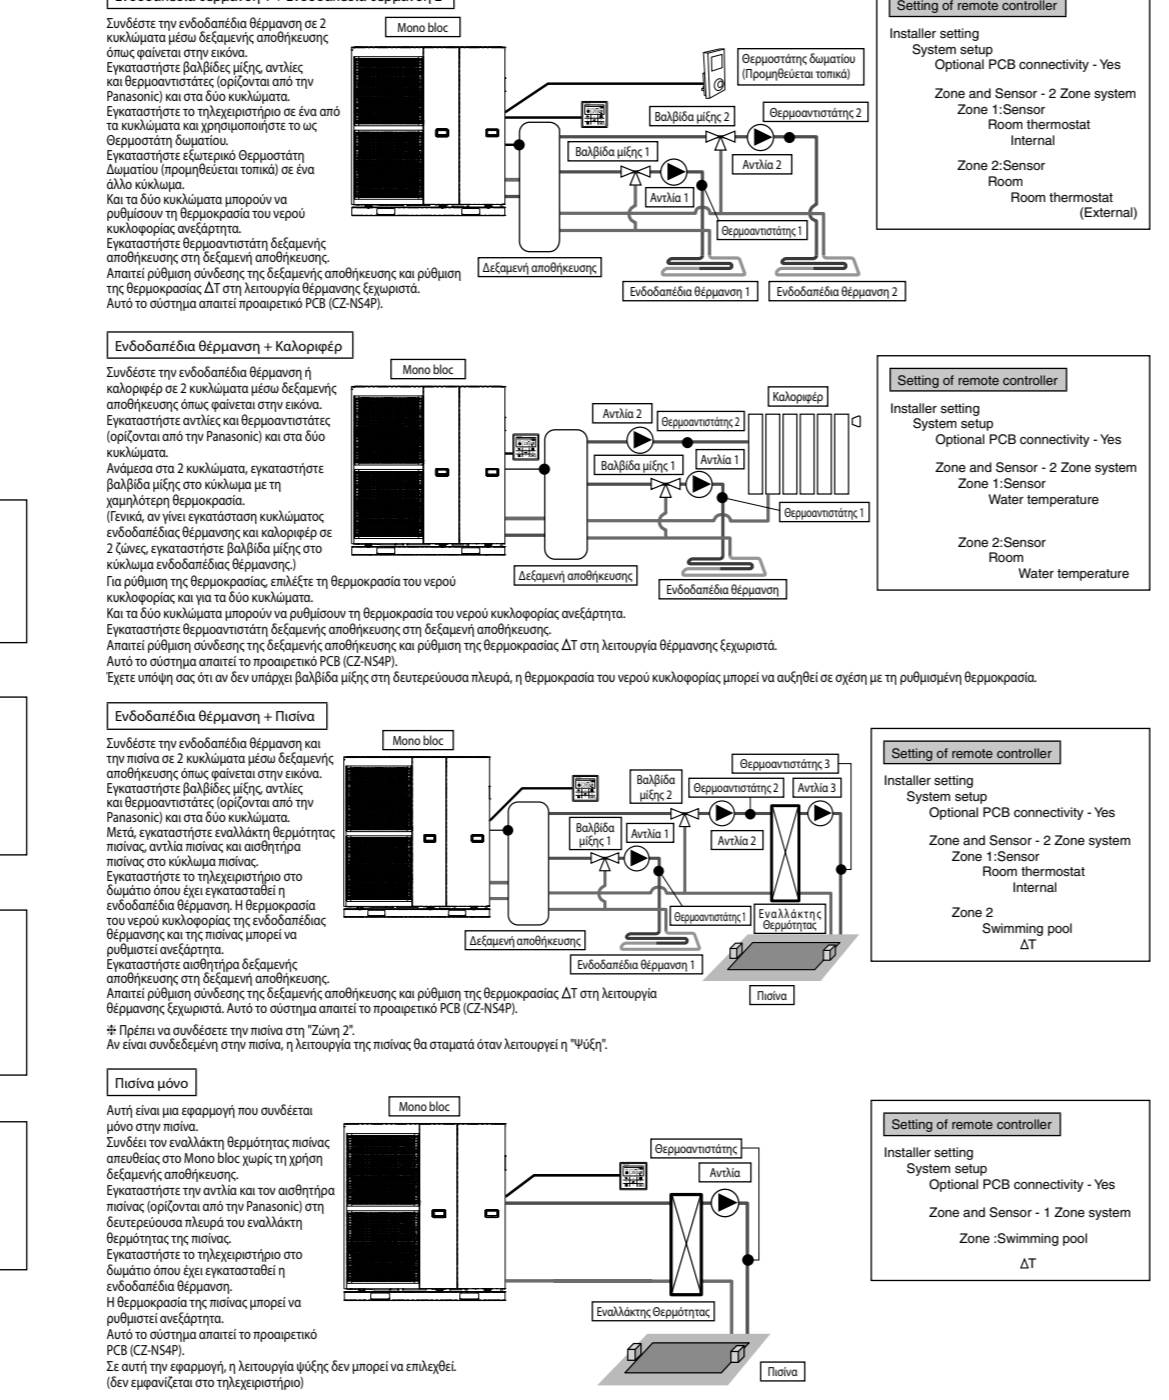 Setting of remote controller
Συνδέστε την ενδοδαπέδια θέρμανση σε 2
κυκλώματα μέσω δεξαμενής αποθήκευσης
όπως φαίνεται στην εικόνα.
Εγκαταστήστε βαλβίδες μίξης, αντλίες
και θερμοαντιστάτες (ορίζονται από την
Panasonic) και στα δύο κυκλώματα.
Εγκαταστήστε το τηλεχειριστήριο σε ένα από
τα κυκλώματα και χρησιμοποιήστε το ως
Θερμοστάτη δωματίου.
Εγκαταστήστε εξωτερικό Θερμοστάτη
Δωματίου (προμηθεύεται τοπικά) σε ένα
άλλο κύκλωμα.
Και τα δύο κυκλώματα μπορούν να
ρυθμίσουν τη θερμοκρασία του νερού
κυκλοφορίας ανεξάρτητα.
Εγκαταστήστε θερμοαντιστάτη δεξαμενής
αποθήκευσης στη δεξαμενή αποθήκευσης.
Απαιτεί ρύθμιση σύνδεσης της δεξαμενής αποθήκευσης και ρύθμιση
της θερμοκρασίας ΔT στη λειτουργία θέρμανσης ξεχωριστά.
Αυτό το σύστημα απαιτεί προαιρετικό PCB (CZ-NS4P).
Mono bloc
Θερμοστάτης δωματίου
(Προμηθεύεται τοπικά)
Βαλβίδα μίξης 2
Θερμοαντιστάτης 2
Βαλβίδα μίξης 1
Αντλία 2
Αντλία 1
Θερμοαντιστάτης 1
Δεξαμενή αποθήκευσης
Ενδοδαπέδια θέρμανση 1
Ενδοδαπέδια θέρμανση 2
Installer setting
System setup
Optional PCB connectivity - Yes
Zone and Sensor - 2 Zone system
Zone 1:Sensor
Room thermostat
Internal
Zone 2:Sensor
Room
Room thermostat
(External)
Ενδοδαπέδια θέρμανση + Καλοριφέρ
Συνδέστε την ενδοδαπέδια θέρμανση ή
καλοριφέρ σε 2 κυκλώματα μέσω δεξαμενής
αποθήκευσης όπως φαίνεται στην εικόνα.
Εγκαταστήστε αντλίες και θερμοαντιστάτες
(ορίζονται από την Panasonic) και στα δύο
κυκλώματα.
Ανάμεσα στα 2 κυκλώματα, εγκαταστήστε
βαλβίδα μίξης στο κύκλωμα με τη
χαμηλότερη θερμοκρασία.
(Γενικά, αν γίνει εγκατάσταση κυκλώματος
ενδοδαπέδιας θέρμανσης και καλοριφέρ σε
2 ζώνες, εγκαταστήστε βαλβίδα μίξης στο
κύκλωμα ενδοδαπέδιας θέρμανσης.)
Για ρύθμιση της θερμοκρασίας, επιλέξτε τη θερμοκρασία του νερού
κυκλοφορίας και για τα δύο κυκλώματα.
Και τα δύο κυκλώματα μπορούν να ρυθμίσουν τη θερμοκρασία του νερού κυκλοφορίας ανεξάρτητα.
Εγκαταστήστε θερμοαντιστάτη δεξαμενής αποθήκευσης στη δεξαμενή αποθήκευσης.
Απαιτεί ρύθμιση σύνδεσης της δεξαμενής αποθήκευσης και ρύθμιση της θερμοκρασίας ΔT στη λειτουργία θέρμανσης ξεχωριστά.
Αυτό το σύστημα απαιτεί το προαιρετικό PCB (CZ-NS4P).
Έχετε υπόψη σας ότι αν δεν υπάρχει βαλβίδα μίξης στη δευτερεύουσα πλευρά, η θερμοκρασία του νερού κυκλοφορίας μπορεί να αυξηθεί σε σχέση με τη ρυθμισμένη θερμοκρασία.
Mono bloc
Καλοριφέρ
Αντλία 2
Θερμοαντιστάτης 2
Βαλβίδα μίξης 1
Αντλία 1
Θερμοαντιστάτης 1
Δεξαμενή αποθήκευσης
Ενδοδαπέδια θέρμανση
Setting of remote controller
Installer setting
System setup
Optional PCB connectivity - Yes
Zone and Sensor - 2 Zone system
Zone 1:Sensor
Water temperature
Zone 2:Sensor
Room
Water temperature
Ενδοδαπέδια θέρμανση + Πισίνα
Συνδέστε την ενδοδαπέδια θέρμανση και
την πισίνα σε 2 κυκλώματα μέσω δεξαμενής
αποθήκευσης όπως φαίνεται στην εικόνα.
Εγκαταστήστε βαλβίδες μίξης, αντλίες
και θερμοαντιστάτες (ορίζονται από την
Panasonic) και στα δύο κυκλώματα.
Μετά, εγκαταστήστε εναλλάκτη θερμότητας
πισίνας, αντλία πισίνας και αισθητήρα
πισίνας στο κύκλωμα πισίνας.
Εγκαταστήστε το τηλεχειριστήριο στο
δωμάτιο όπου έχει εγκατασταθεί η
ενδοδαπέδια θέρμανση. Η θερμοκρασία
του νερού κυκλοφορίας της ενδοδαπέδιας
θέρμανσης και της πισίνας μπορεί να
ρυθμιστεί ανεξάρτητα.
Εγκαταστήστε αισθητήρα δεξαμενής
αποθήκευσης στη δεξαμενή αποθήκευσης.
Απαιτεί ρύθμιση σύνδεσης της δεξαμενής αποθήκευσης και ρύθμιση της θερμοκρασίας ΔT στη λειτουργία
θέρμανσης ξεχωριστά. Αυτό το σύστημα απαιτεί το προαιρετικό PCB (CZ-NS4P).
❉ Πρέπει να συνδέσετε την πισίνα στη "Ζώνη 2".
Αν είναι συνδεδεμένη στην πισίνα, η λειτουργία της πισίνας θα σταματά όταν λειτουργεί η "Ψύξη".
Mono bloc
Θερμοαντιστάτης 3
Βαλβίδα
μίξης 2
Θερμοαντιστάτης 2
Αντλία 3
Βαλβίδα
μίξης 1
Αντλία 1
Αντλία 2
Θερμοαντιστάτης 1
Εναλλάκτης
Θερμότητας
Δεξαμενή αποθήκευσης
Ενδοδαπέδια θέρμανση 1
Πισίνα
Setting of remote controller
Installer setting
System setup
Optional PCB connectivity - Yes
Zone and Sensor - 2 Zone system
Zone 1:Sensor
Room thermostat
Internal
Zone 2
Swimming pool
ΔT
Πισίνα μόνο
Αυτή είναι μια εφαρμογή που συνδέεται
μόνο στην πισίνα.
Συνδέει τον εναλλάκτη θερμότητας πισίνας
απευθείας στο Mono bloc χωρίς τη χρήση
δεξαμενής αποθήκευσης.
Εγκαταστήστε την αντλία και τον αισθητήρα
πισίνας (ορίζονται από την Panasonic) στη
δευτερεύουσα πλευρά του εναλλάκτη
θερμότητας της πισίνας.
Εγκαταστήστε το τηλεχειριστήριο στο
δωμάτιο όπου έχει εγκατασταθεί η
ενδοδαπέδια θέρμανση.
Η θερμοκρασία της πισίνας μπορεί να
ρυθμιστεί ανεξάρτητα.
Αυτό το σύστημα απαιτεί το προαιρετικό
PCB (CZ-NS4P).
Σε αυτή την εφαρμογή, η λειτουργία ψύξης δεν μπορεί να επιλεχθεί.
(δεν εμφανίζεται στο τηλεχειριστήριο)
Mono bloc
Θερμοαντιστάτης
Αντλία
Εναλλάκτης Θερμότητας
Πισίνα
Setting of remote controller
Installer setting
System setup
Optional PCB connectivity - Yes
Zone and Sensor - 1 Zone system
Zone :Swimming pool
ΔT